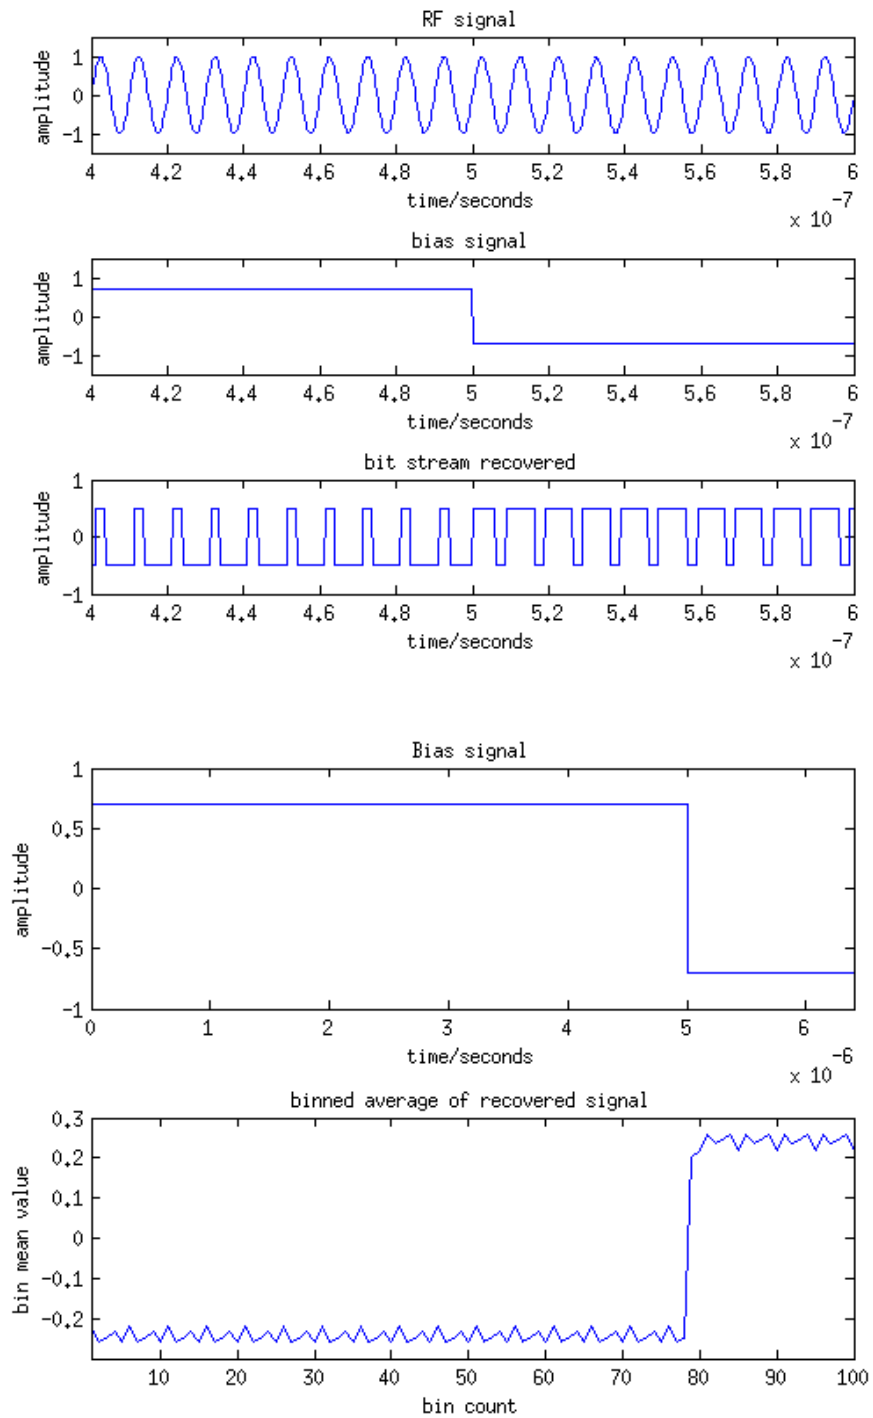 RF signal
amplitude
1
0
-1
4 4.2 4.4 4.6 4.8 5 5.2 5.4 5.6 5.8 6
time/seconds
x 10^-7
bias signal
amplitude
1
0
-1
4 4.2 4.4 4.6 4.8 5 5.2 5.4 5.6 5.8 6
time/seconds
x 10^-7
bit stream recovered
amplitude
1
0
-1
4 4.2 4.4 4.6 4.8 5 5.2 5.4 5.6 5.8 6
time/seconds
x 10^-7
Bias signal
amplitude
1
0.5
0
-0.5
-1
0 1 2 3 4 5 6
time/seconds
x 10^-6
binned average of recovered signal
bin mean value
0.3
0.2
0.1
0
-0.1
-0.2
10 20 30 40 50 60 70 80 90 100
bin count